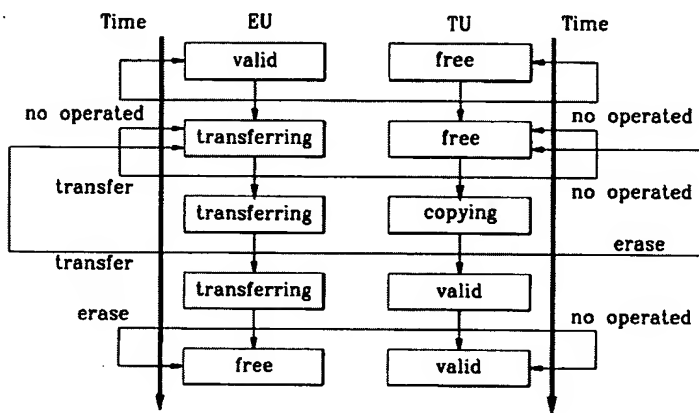 Time EU TU Time
valid free
no operated no operated
transferring free
transfer no operated
transferring copying
transfer erase
transferring valid
erase no operated
free valid